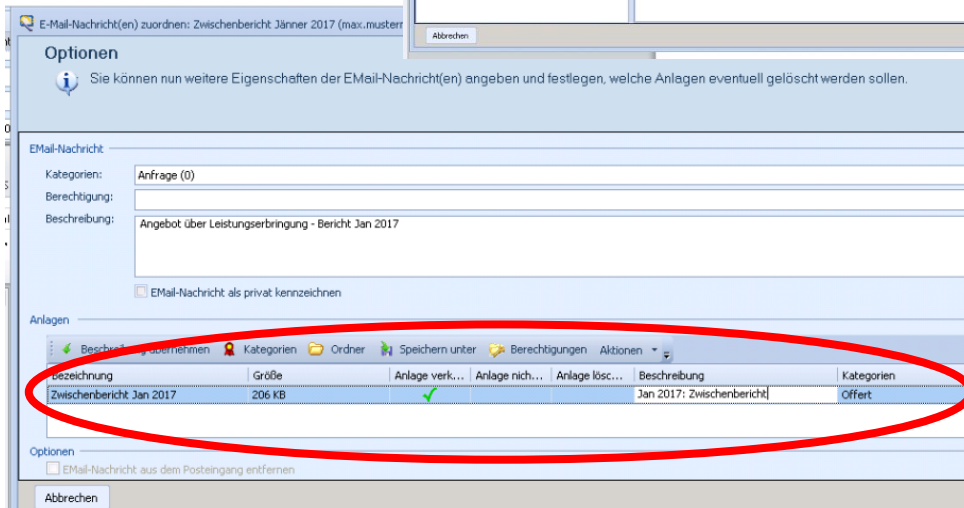 E-Mail-Nachricht(en) zuordnen: Zwischenbericht Jänner 2017
Abbrechen
Optionen
Sie können nun weitere Eigenschaften der EMail-Nachricht(en) angeben und festlegen, welche Anlagen eventuell gelöscht werden sollen.
EMail-Nachricht
Kategorien: Anfrage (0)
Berechtigung:
Beschreibung: Angebot über Leistungserbringung - Bericht Jan 2017
EMail-Nachricht als privat kennzeichnen
Anlagen
Beschreibung übernehmen Kategorien Ordner Speichern unter Berechtigungen Aktionen
Bezeichnung Größe Anlage verk... Anlage nich... Anlage lösc... Beschreibung Kategorien
Zwischenbericht Jan 2017 206 KB Jan 2017: Zwischenbericht Offert
Optionen
EMail-Nachricht aus dem Posteingang entfernen
Abbrechen